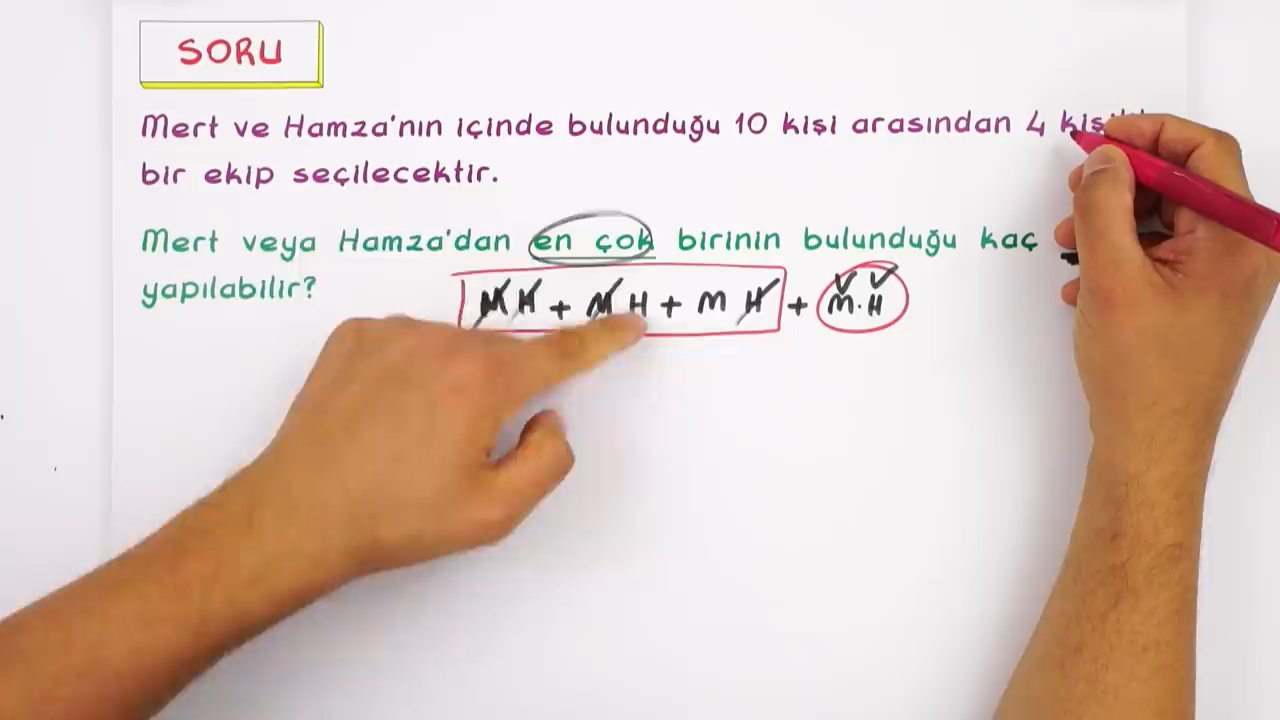 SORU
Mert ve Hamza'nın içinde bulunduğu 10 kişi arasından 4
bir ekip seçilecektir.
Mert veya Hamza'dan en çok birinin bulunduğu kaç
yapılabilir?
M H + M H + M H + M.H